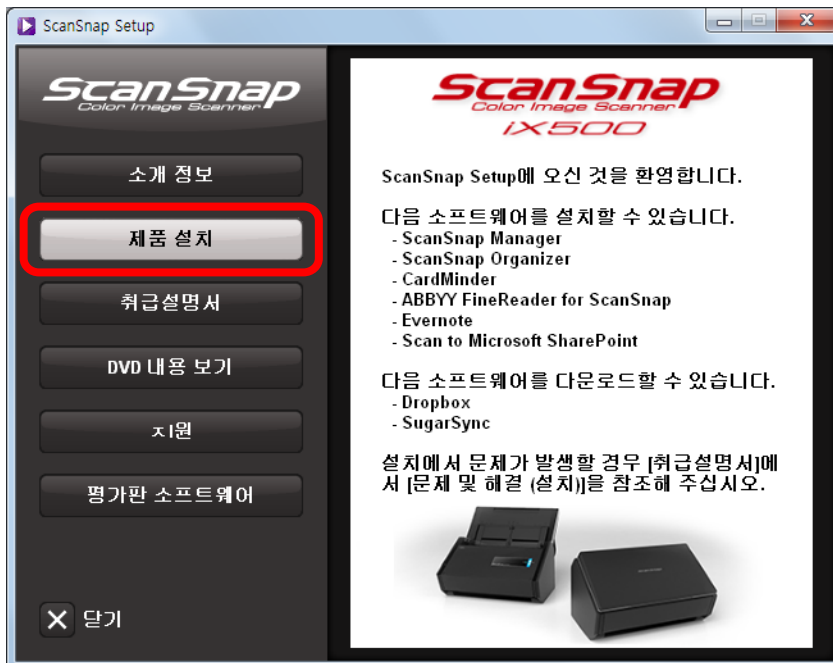 ScanSnap Setup
ScanSnap
Color Image Scanner
소개 정보
제품 설치
취급설명서
DVD 내용 보기
지원
평가판 소프트웨어
닫기
ScanSnap
Color Image Scanner
iX500
ScanSnap Setup에 오신 것을 환영합니다.
다음 소프트웨어를 설치할 수 있습니다.
- ScanSnap Manager
- ScanSnap Organizer
- CardMinder
- ABBYY FineReader for ScanSnap
- Evernote
- Scan to Microsoft SharePoint
다음 소프트웨어를 다운로드할 수 있습니다.
- Dropbox
- SugarSync
설치에서 문제가 발생할 경우 [취급설명서]에
서 [문제 및 해결 (설치)]을 참조해 주십시오.